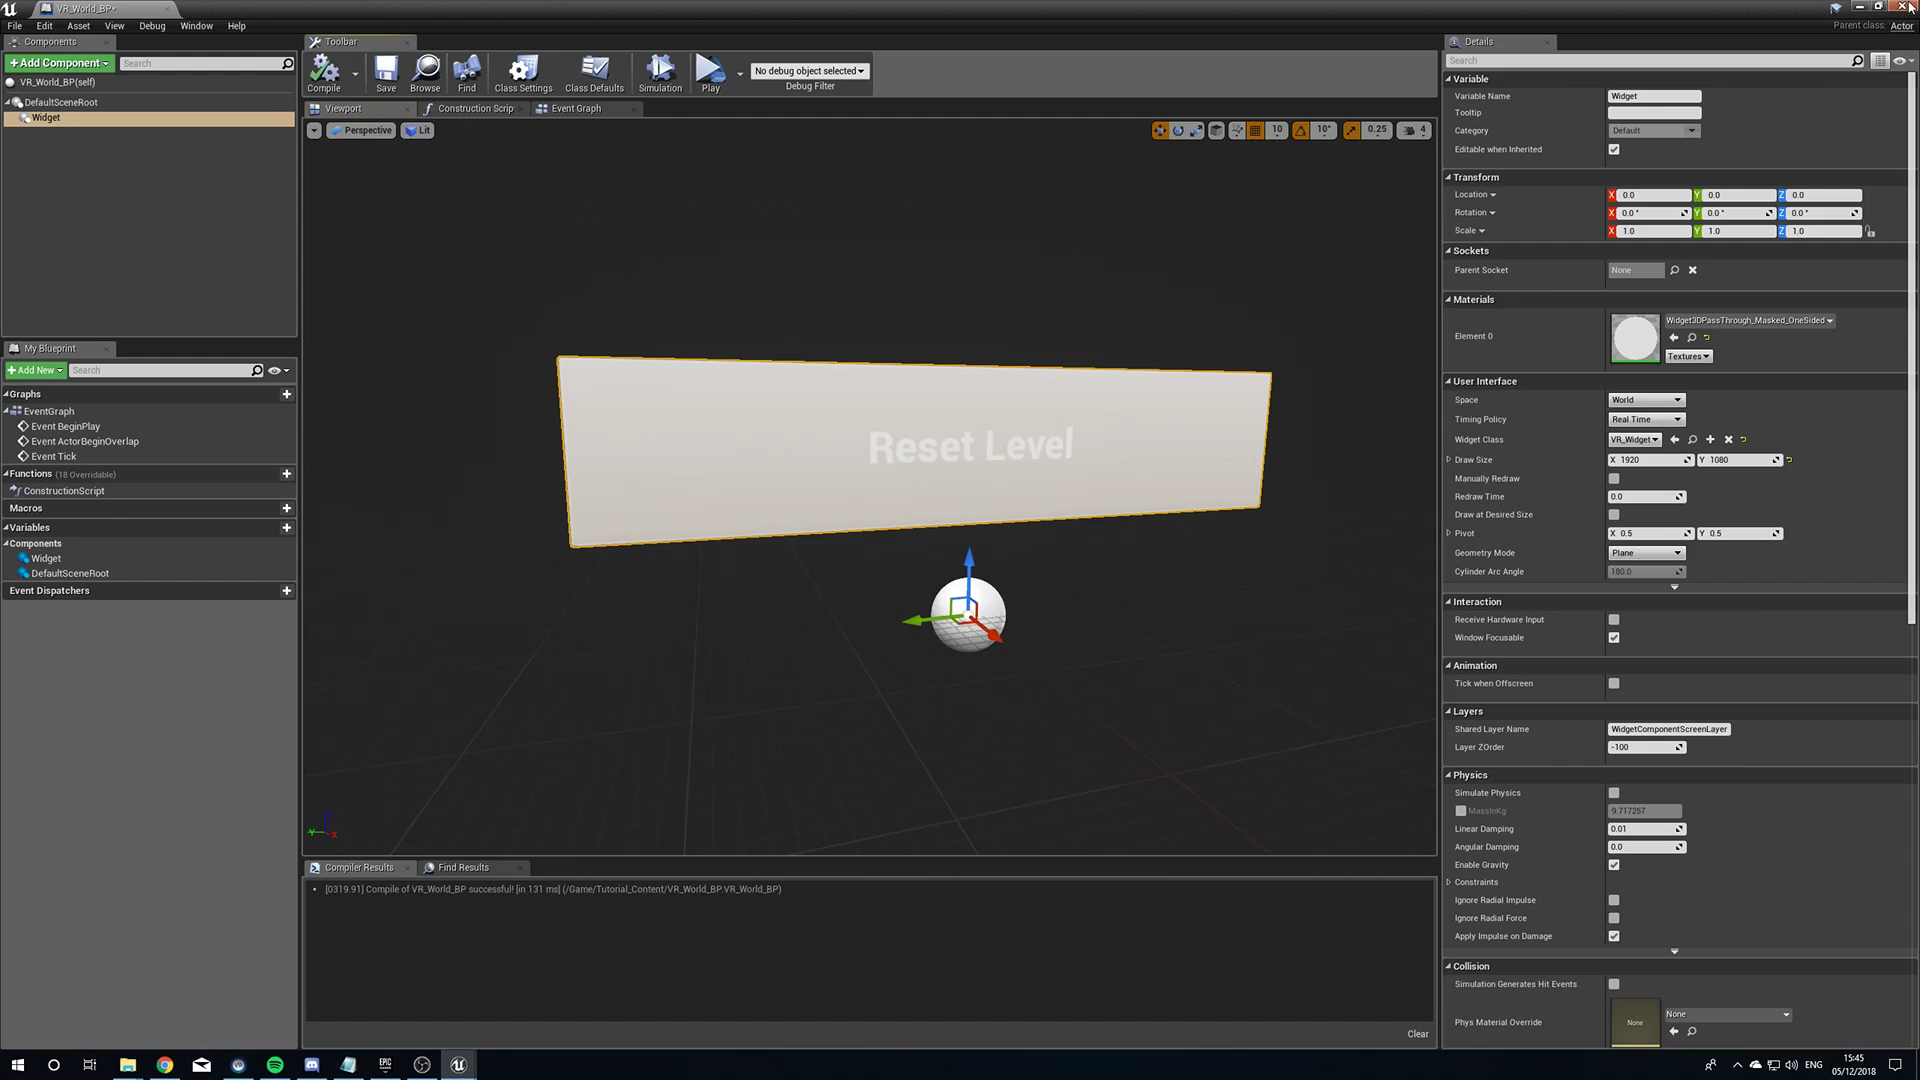 VR_World_BP*
File Edit Asset View Debug Window Help
Parent class: Actor
Components
+Add Component Search
VR_World_BP(self)
DefaultSceneRoot
Widget
My Blueprint
+Add New Search
Graphs
EventGraph
Event BeginPlay
Event ActorBeginOverlap
Event Tick
Functions (18 Overridable)
ConstructionScript
Macros
Variables
Components
Widget
DefaultSceneRoot
Event Dispatchers
Toolbar
Compile Save Browse Find Class Settings Class Defaults Simulation Play
No debug object selected
Debug Filter
Viewport Construction Scrip Event Graph
Perspective Lit 10 10° 0.25 4
Reset Level
Compiler Results Find Results
[0319.91] Compile of VR_World_BP successful! [in 131 ms] (/Game/Tutorial_Content/VR_World_BP.VR_World_BP)
Clear
Details
Search
Variable
Variable Name Widget
Tooltip
Category Default
Editable when Inherited
Transform
Location X 0.0 Y 0.0 Z 0.0
Rotation X 0.0 ° Y 0.0 ° Z 0.0 °
Scale X 1.0 Y 1.0 Z 1.0
Sockets
Parent Socket None
Materials
Element 0 Widget3DPassThrough_Masked_OneSided
Textures
User Interface
Space World
Timing Policy Real Time
Widget Class VR_Widget
Draw Size X 1920 Y 1080
Manually Redraw
Redraw Time 0.0
Draw at Desired Size
Pivot X 0.5 Y 0.5
Geometry Mode Plane
Cylinder Arc Angle 180.0
Interaction
Receive Hardware Input
Window Focusable
Animation
Tick when Offscreen
Layers
Shared Layer Name WidgetComponentScreenLayer
Layer ZOrder -100
Physics
Simulate Physics
MassInKg 9.717257
Linear Damping 0.01
Angular Damping 0.0
Enable Gravity
Constraints
Ignore Radial Impulse
Ignore Radial Force
Apply Impulse on Damage
Collision
Simulation Generates Hit Events
Phys Material Override None None
EPIC
GAMES
ENG
15:45
05/12/2018